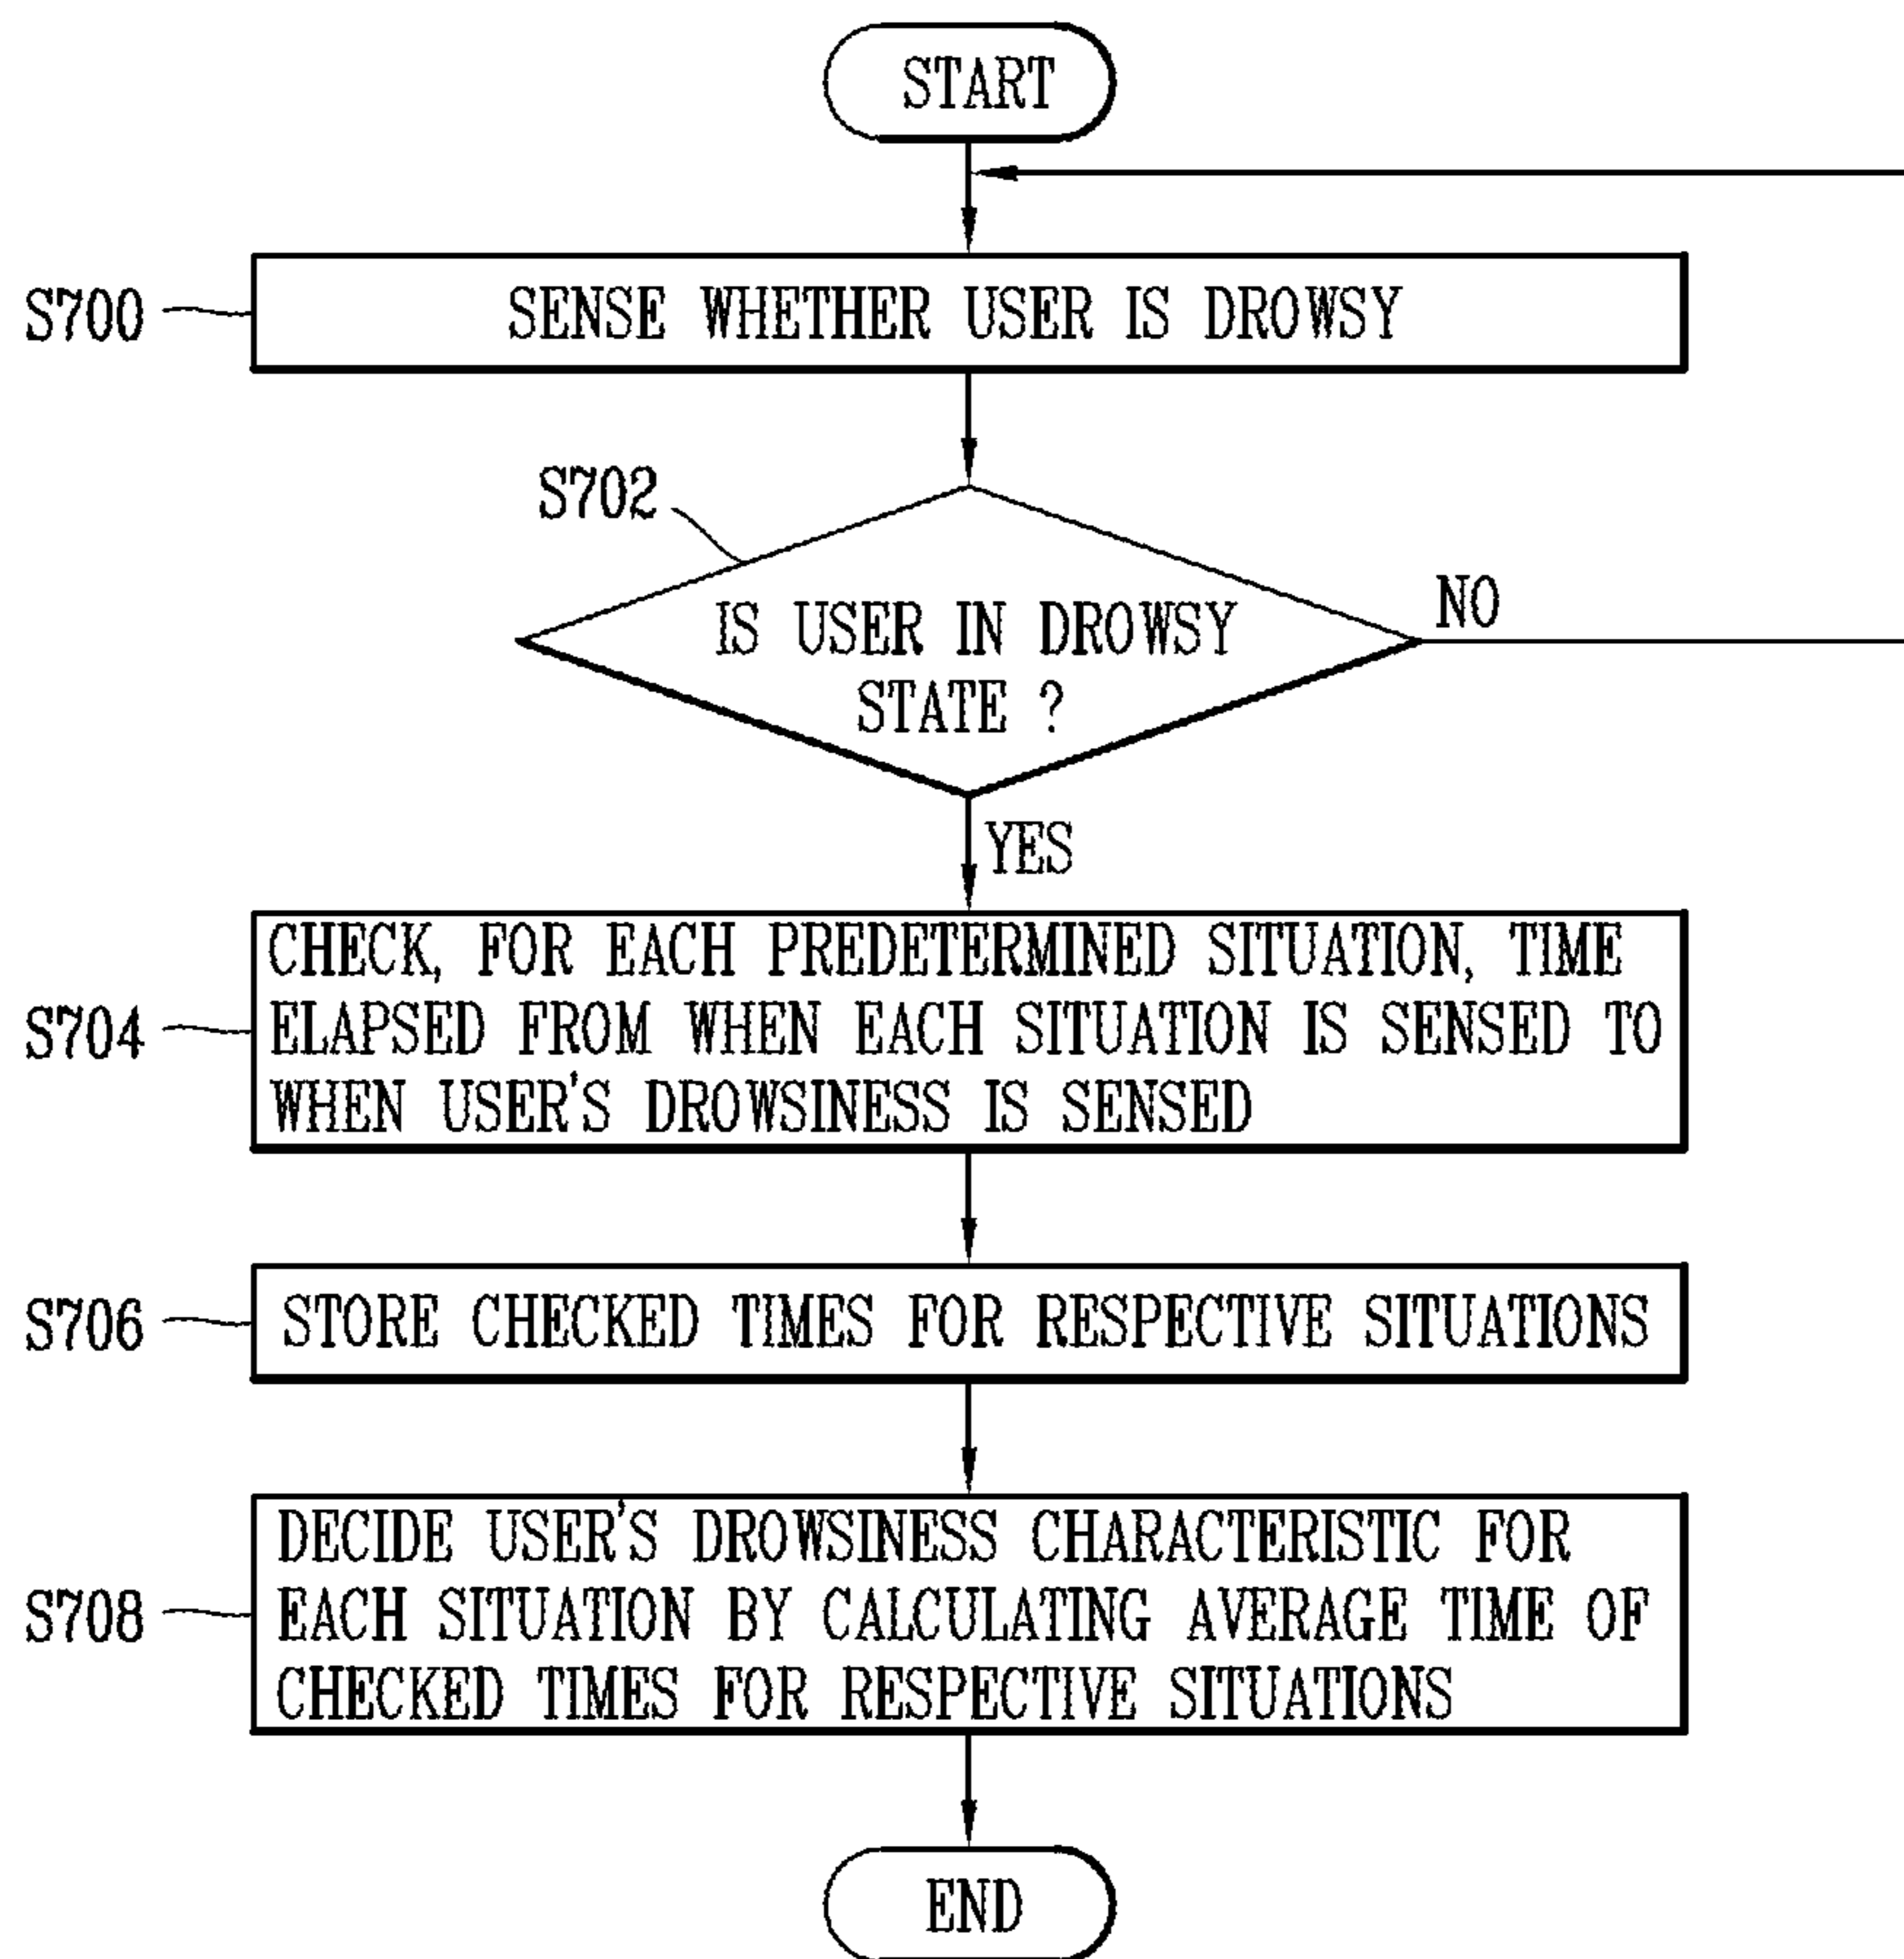 START
S700
SENSE WHETHER USER IS DROWSY
S702
IS USER IN DROWSY
STATE ?
NO
YES
S704
CHECK, FOR EACH PREDETERMINED SITUATION, TIME
ELAPSED FROM WHEN EACH SITUATION IS SENSED TO
WHEN USER'S DROWSINESS IS SENSED
S706
STORE CHECKED TIMES FOR RESPECTIVE SITUATIONS
S708
DECIDE USER'S DROWSINESS CHARACTERISTIC FOR
EACH SITUATION BY CALCULATING AVERAGE TIME OF
CHECKED TIMES FOR RESPECTIVE SITUATIONS
END